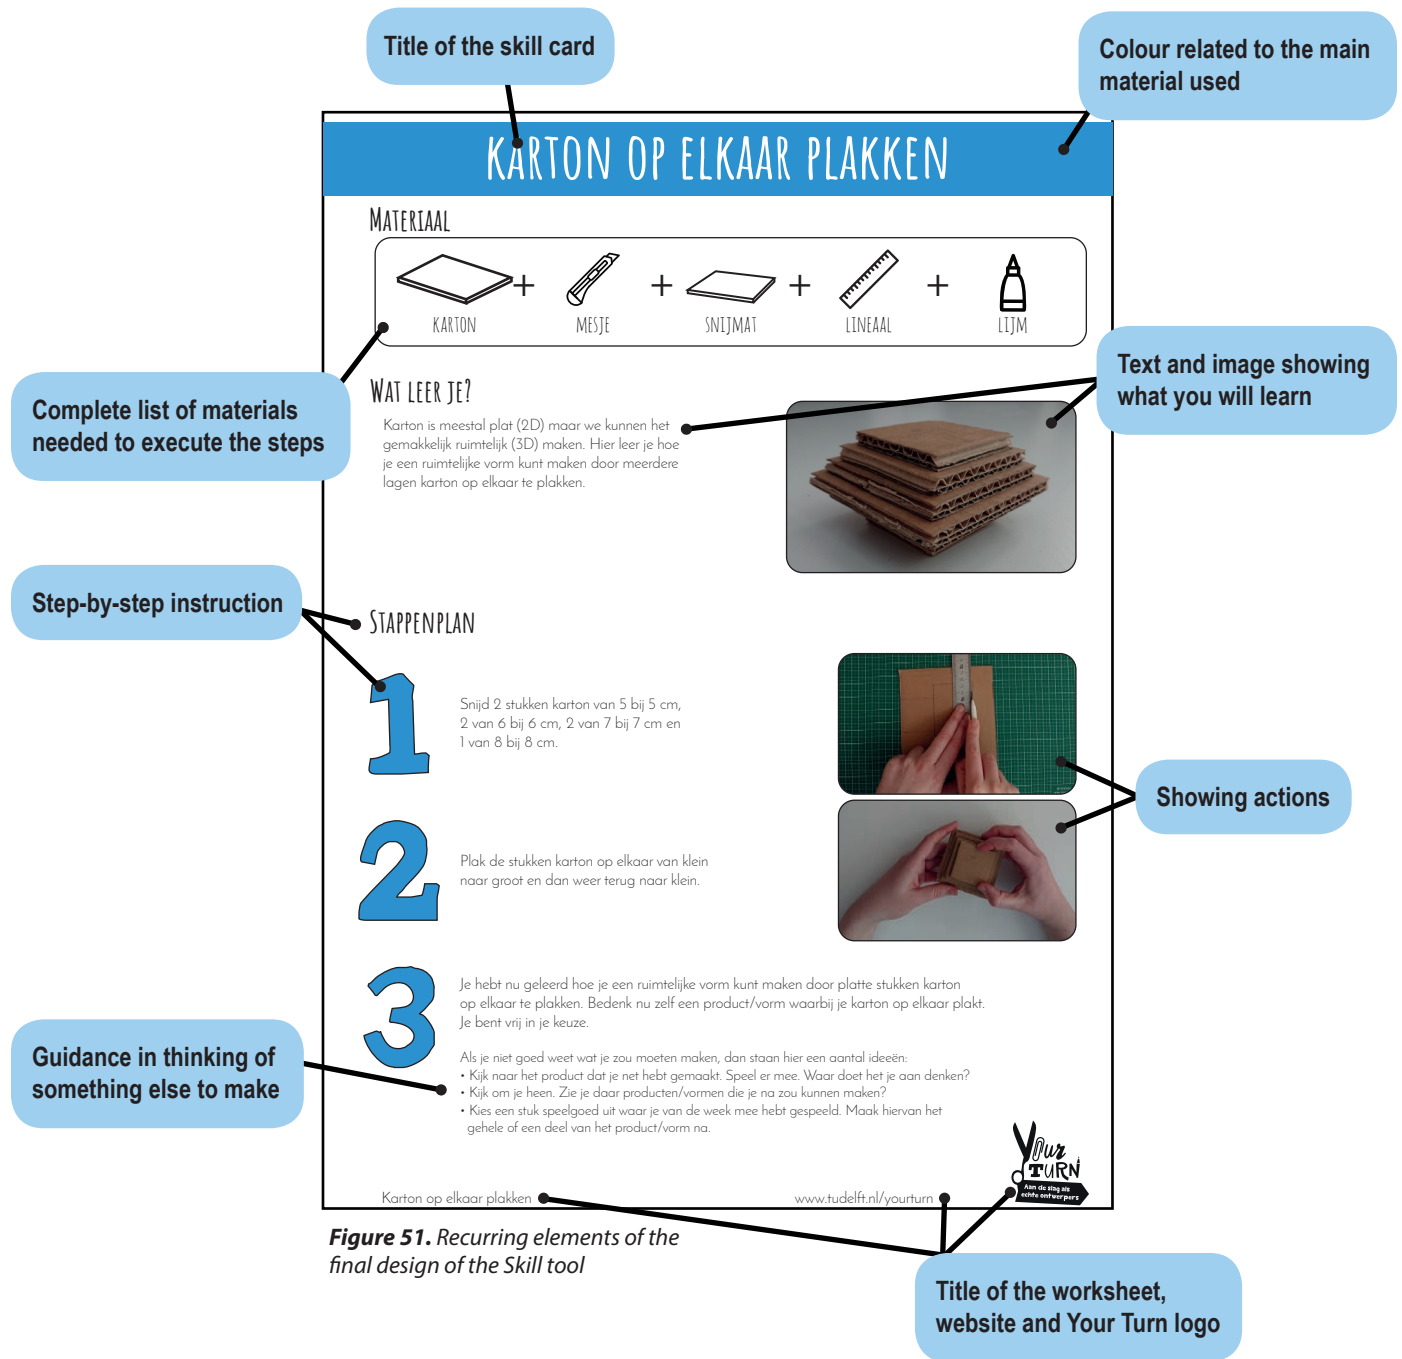 Title of the skill card
Colour related to the main
material used
KARTON OP ELKAAR PLAKKEN
MATERIAAL
+ + + +
KARTON MESJE SNIJMAT LINEAAL LIJM
Complete list of materials
needed to execute the steps
WAT LEER JE?
Karton is meestal plat (2D) maar we kunnen het
gemakkelijk ruimtelijk (3D) maken. Hier leer je hoe
je een ruimtelijke vorm kunt maken door meerdere
lagen karton op elkaar te plakken.
Text and image showing
what you will learn
Step-by-step instruction
STAPPENPLAN
1
Snijd 2 stukken karton van 5 bij 5 cm,
2 van 6 bij 6 cm, 2 van 7 bij 7 cm en
1 van 8 bij 8 cm.
Showing actions
2
Plak de stukken karton op elkaar van klein
naar groot en dan weer terug naar klein.
3
Je hebt nu geleerd hoe je een ruimtelijke vorm kunt maken door platte stukken karton
op elkaar te plakken. Bedenk nu zelf een product/vorm waarbij je karton op elkaar plakt.
Je bent vrij in je keuze.
Als je niet goed weet wat je zou moeten maken, dan staan hier een aantal ideeën:
• Kijk naar het product dat je net hebt gemaakt. Speel er mee. Waar doet het je aan denken?
• Kijk om je heen. Zie je daar producten/vormen die je na zou kunnen maken?
• Kies een stuk speelgoed uit waar je van de week mee hebt gespeeld. Maak hiervan het
gehele of een deel van het product/vorm na.
Guidance in thinking of
something else to make
Your
TURN
Aan de slag als
echte ontwerpers
Karton op elkaar plakken
www.tudelft.nl/yourturn
Figure 51. Recurring elements of the
final design of the Skill tool
Title of the worksheet,
website and Your Turn logo